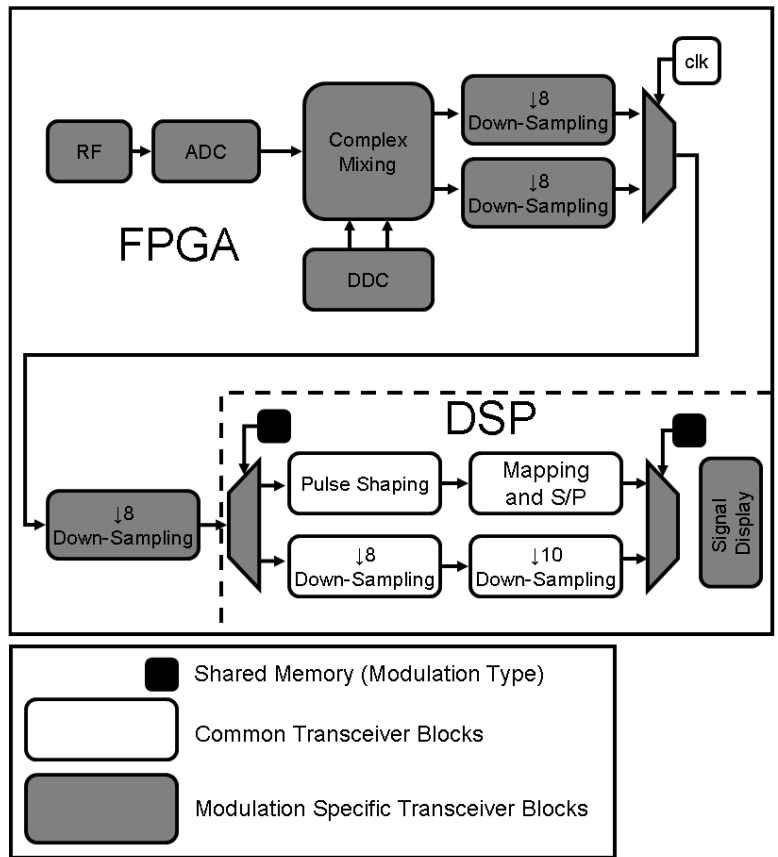 clk
↓8
Down-Sampling
RF
ADC
Complex
Mixing
↓8
Down-Sampling
FPGA
DDC
DSP
Pulse Shaping
Mapping
and S/P
Signal
Display
↓8
Down-Sampling
↓8
Down-Sampling
↓10
Down-Sampling
Shared Memory (Modulation Type)
Common Transceiver Blocks
Modulation Specific Transceiver Blocks